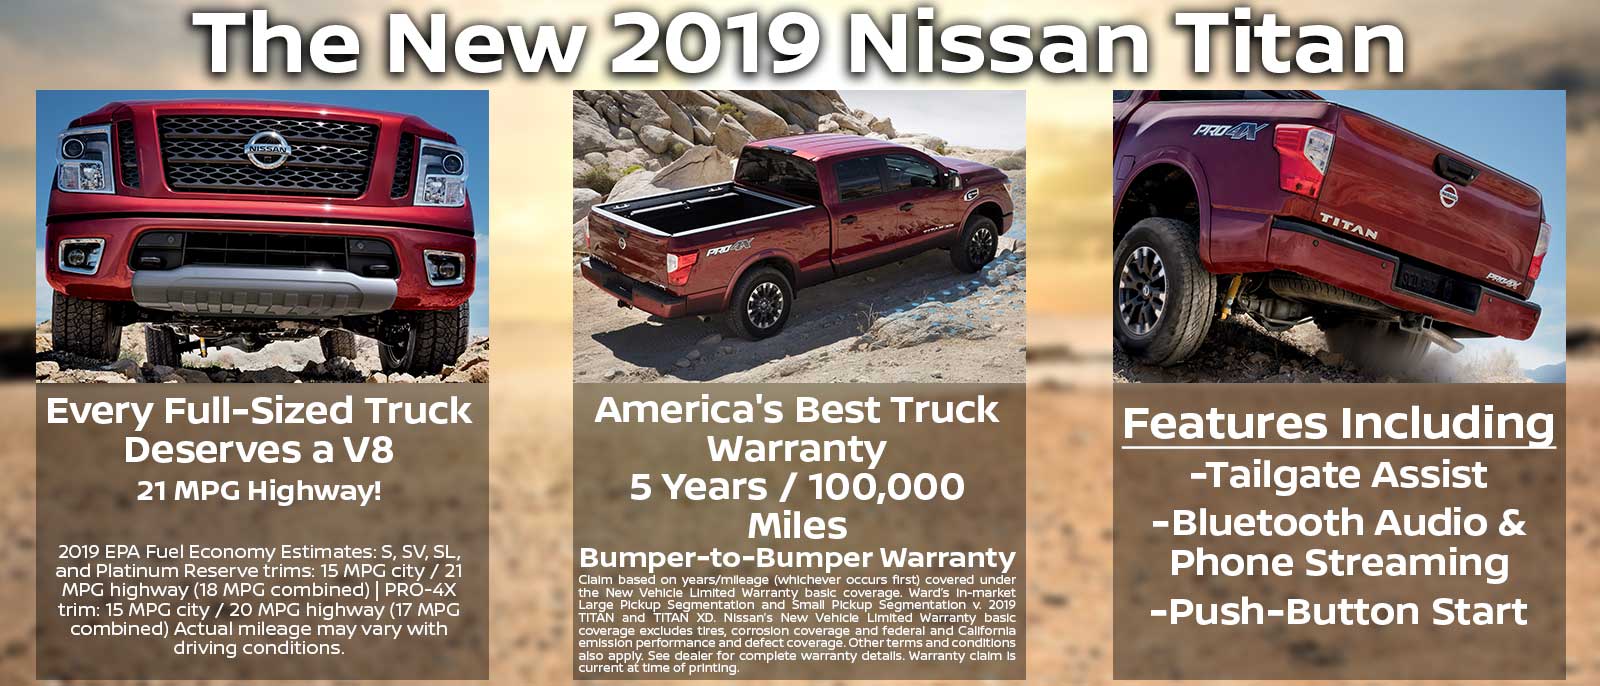 The New 2019 Nissan Titan
NISSAN
Every Full-Sized Truck
Deserves a V8
21 MPG Highway!
2019 EPA Fuel Economy Estimates: S, SV, SL,
and Platinum Reserve trims: 15 MPG city / 21
MPG highway (18 MPG combined) | PRO-4X
trim: 15 MPG city / 20 MPG highway (17 MPG
combined) Actual mileage may vary with
driving conditions.
PRO4X
America's Best Truck
Warranty
5 Years / 100,000
Miles
Bumper-to-Bumper Warranty
Claim based on years/mileage (whichever occurs first) covered under
the New Vehicle Limited Warranty basic coverage. Ward's in-market
Large Pickup Segmentation and Small Pickup Segmentation v. 2019
TITAN and TITAN XD. Nissan's New Vehicle Limited Warranty basic
coverage excludes tires, corrosion coverage and federal and California
emission performance and defect coverage. Other terms and conditions
also apply. See dealer for complete warranty details. Warranty claim is
current at time of printing.
PRO4X
TITAN
PRO4X
Features Including
-Tailgate Assist
-Bluetooth Audio &
Phone Streaming
-Push-Button Start